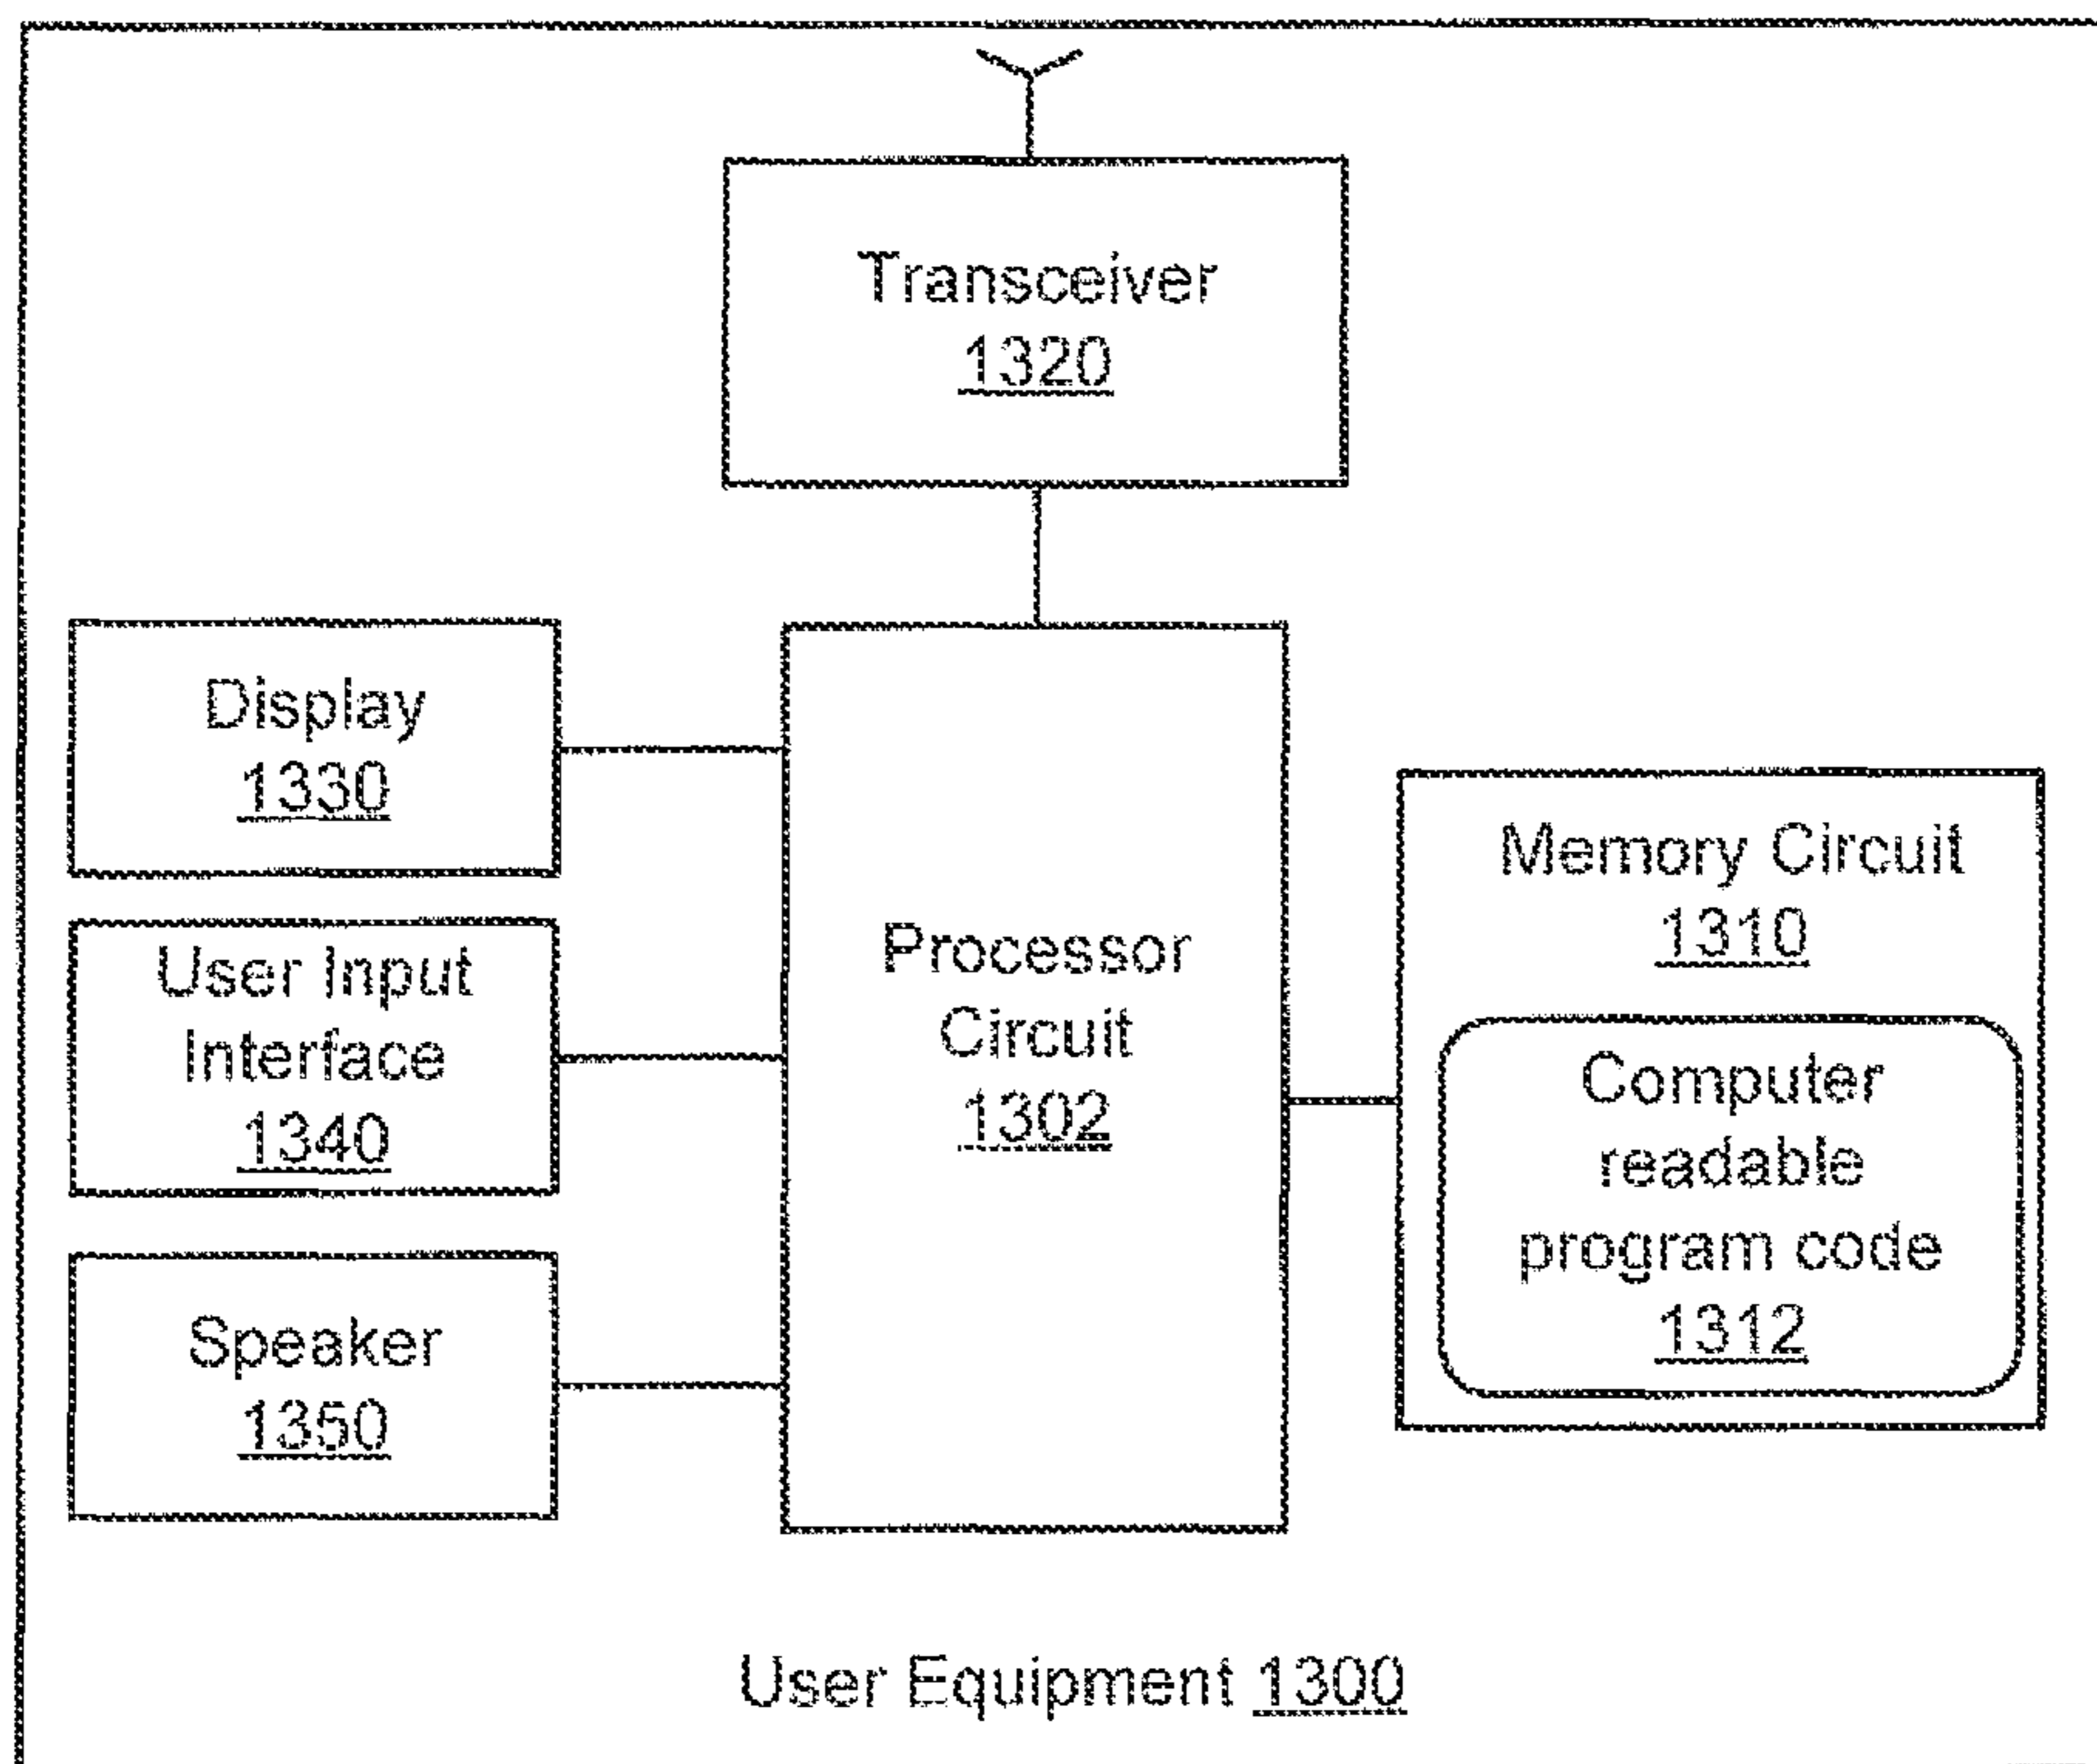 Transceiver
1320
Display
1330
User Input
Interface
1340
Speaker
1350
Processor
Circuit
1302
Memory Circuit
1310
Computer
readable
program code
1312
User Equipment 1300